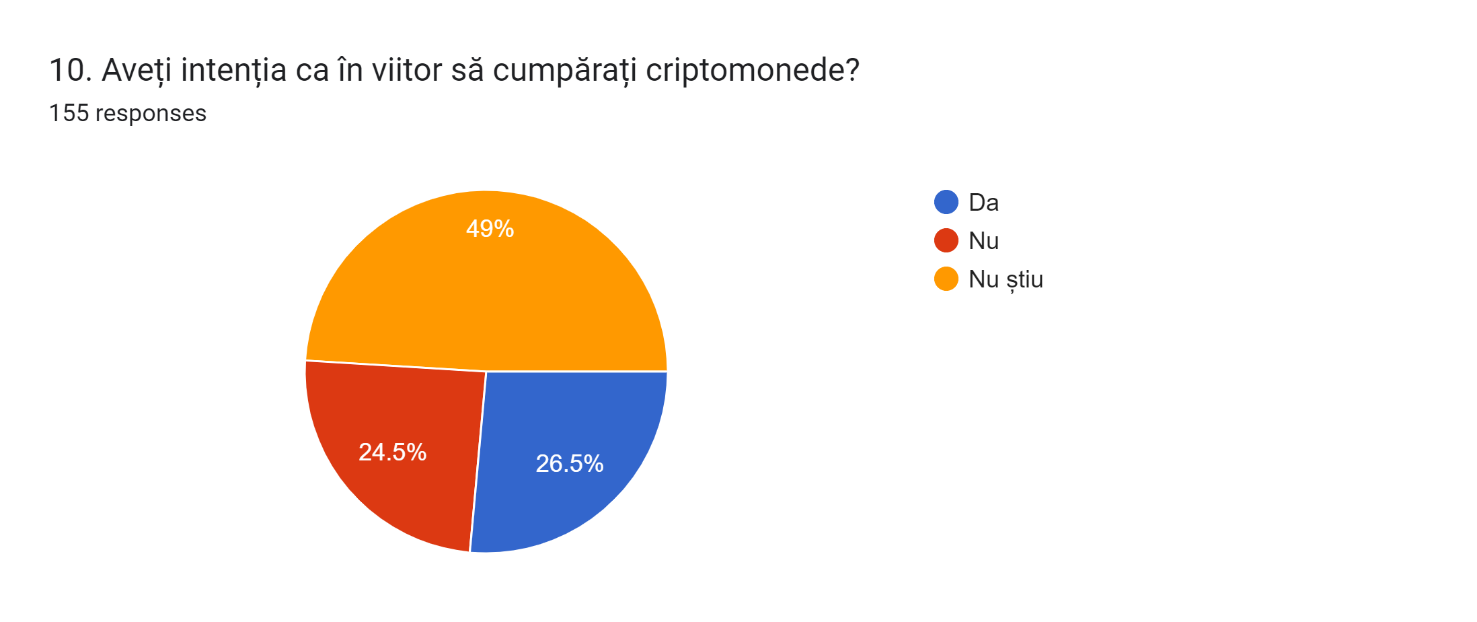 10. Aveți intenția ca în viitor să cumpărați criptomonede?
155 responses
49%
24.5%
26.5%
Da
Nu
Nu știu